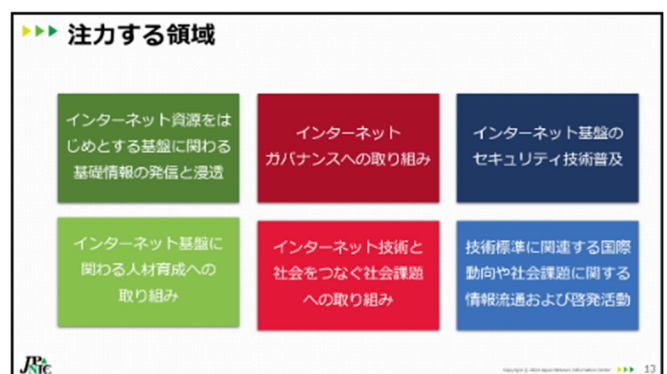 注力する領域
インターネット資源をは
じめとする基盤に関わる
基礎情報の発信と浸透
インターネット
ガバナンスへの取り組み
インターネット基盤の
セキュリティ技術普及
インターネット基盤に
関わる人材育成への
取り組み
インターネット技術と
社会をつなぐ社会課題
への取り組み
技術標準に関連する国際
動向や社会課題に関する
情報流通および啓発活動
JPNIC
Copyright © 2024 Japan Network Information Center
13